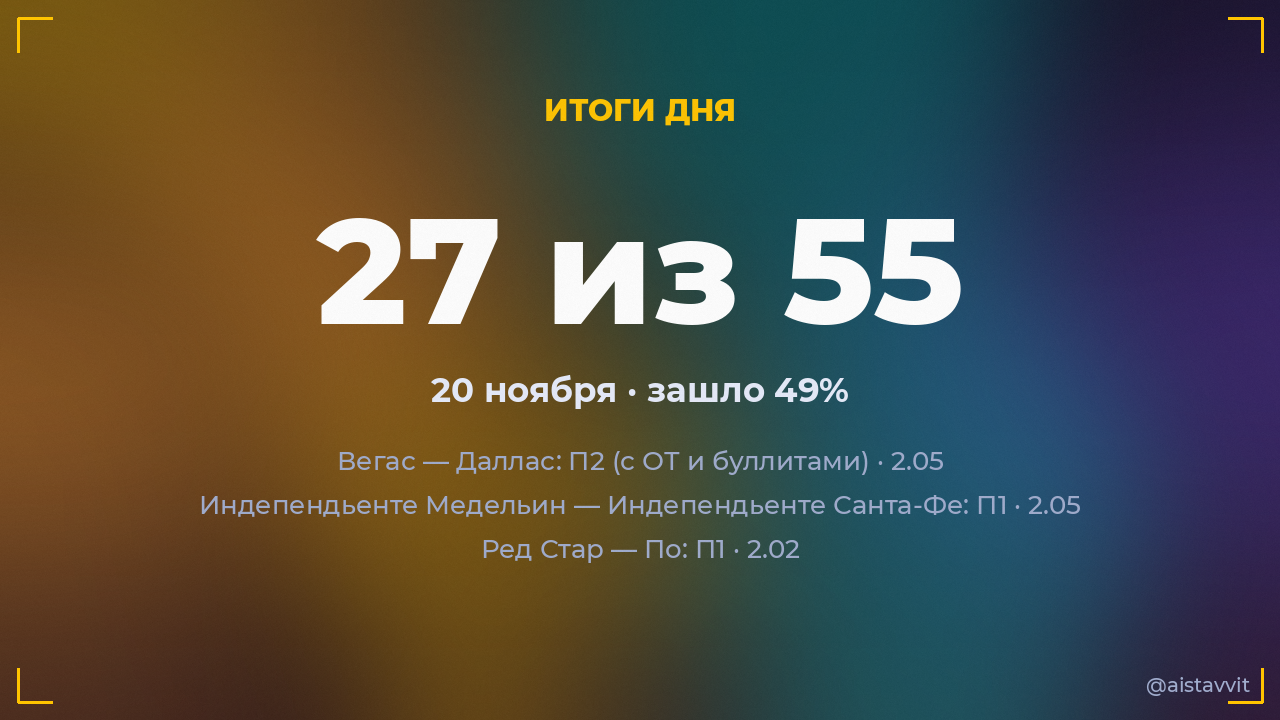 ИТОГИ ДНЯ
27 из 55
20 ноября · зашло 49%
Вегас — Даллас: П2 (с ОТ и буллитами) · 2.05
Индепендьенте Медельин — Индепендьенте Санта-Фе: П1 · 2.05
Ред Стар — По: П1 · 2.02
@aistavvit